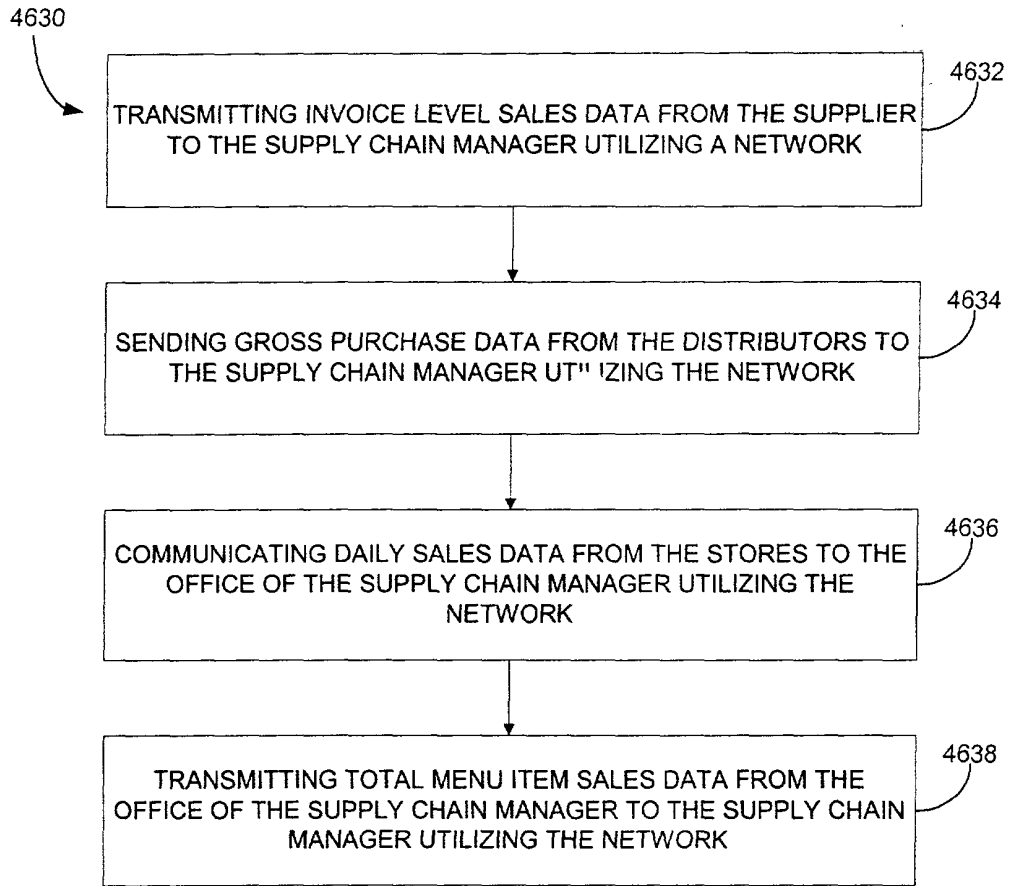 4630
4632
TRANSMITTING INVOICE LEVEL SALES DATA FROM THE SUPPLIER
TO THE SUPPLY CHAIN MANAGER UTILIZING A NETWORK
4634
SENDING GROSS PURCHASE DATA FROM THE DISTRIBUTORS TO
THE SUPPLY CHAIN MANAGER UTILIZING THE NETWORK
4636
COMMUNICATING DAILY SALES DATA FROM THE STORES TO THE
OFFICE OF THE SUPPLY CHAIN MANAGER UTILIZING THE
NETWORK
4638
TRANSMITTING TOTAL MENU ITEM SALES DATA FROM THE
OFFICE OF THE SUPPLY CHAIN MANAGER TO THE SUPPLY CHAIN
MANAGER UTILIZING THE NETWORK